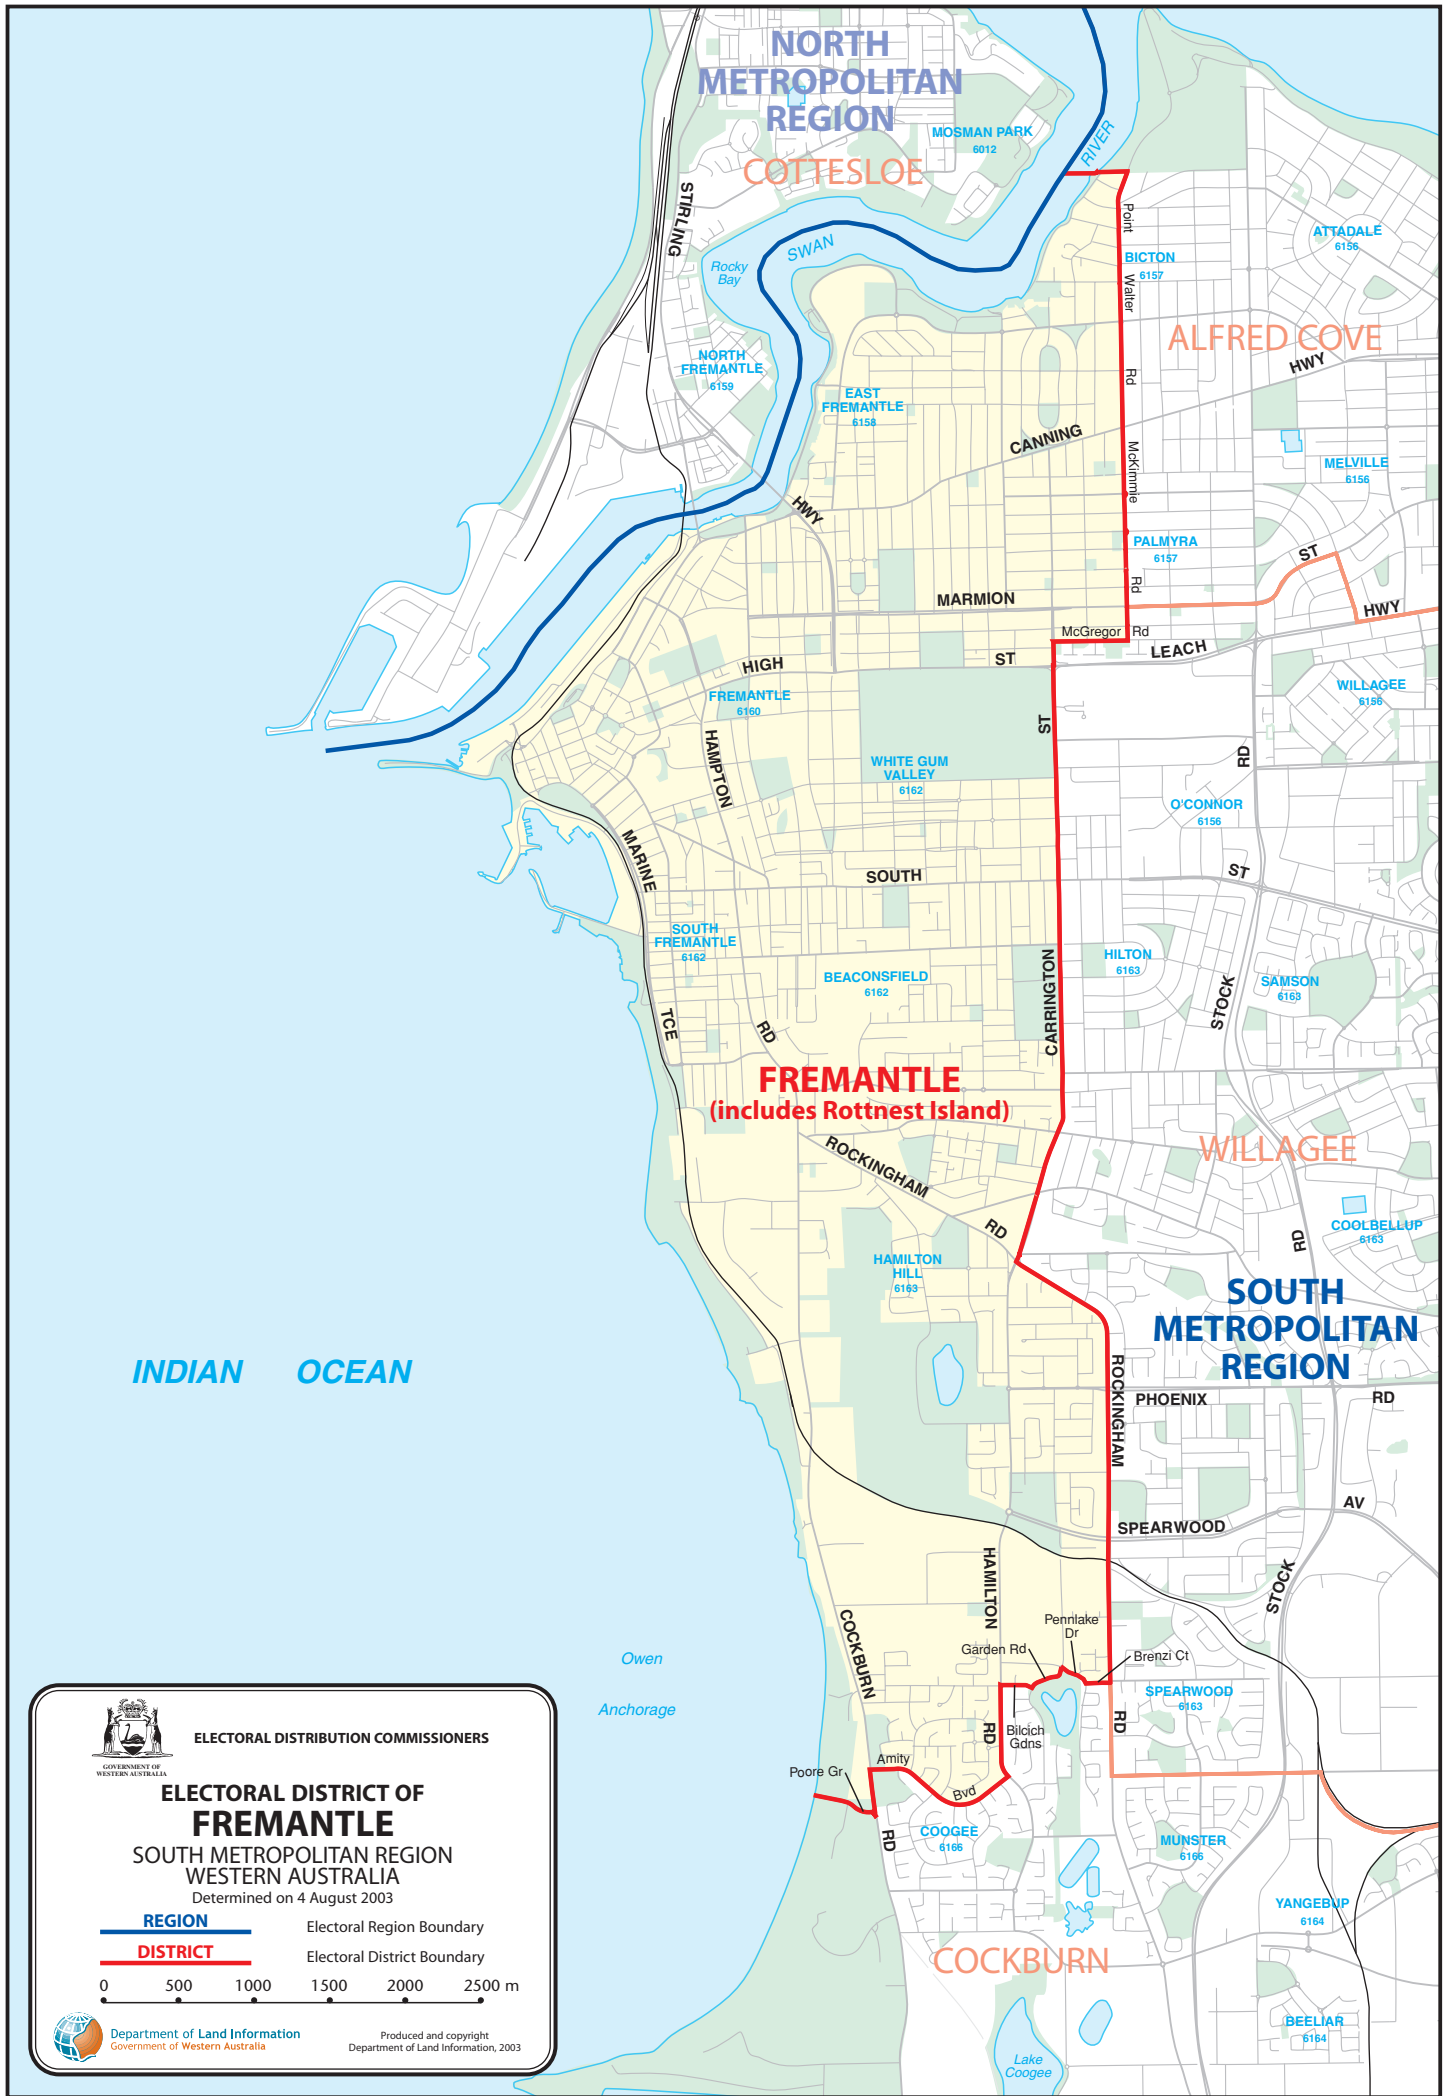 NORTH
METROPOLITAN
REGION
MOSMAN PARK
6012
COTTESLOE
RIVER
STIRLING
SWAN
Rocky
Bay
Point
Walter
Rd
BICTON
6157
ATTADALE
6156
ALFRED COVE
HWY
NORTH
FREMANTLE
6159
EAST
FREMANTLE
6158
CANNING
McKimmie
Rd
MELVILLE
6156
HWY
PALMYRA
6157
ST
MARMION
HWY
McGregor Rd
LEACH
HIGH
ST
FREMANTLE
6160
WILLAGEE
6156
ST
RD
HAMPTON
WHITE GUM
VALLEY
6162
O'CONNOR
6156
MARINE
SOUTH
ST
SOUTH
FREMANTLE
6162
BEACONSFIELD
6162
CARRINGTON
HILTON
6163
STOCK
SAMSON
6163
TCE
RD
FREMANTLE
(includes Rottnest Island)
ROCKINGHAM
RD
WILLAGEE
COOLBELLUP
6163
RD
HAMILTON
HILL
6163
SOUTH
METROPOLITAN
REGION
INDIAN OCEAN
ROCKINGHAM
PHOENIX
RD
AV
SPEARWOOD
HAMILTON
STOCK
COCKBURN
Pennlake
Dr
Garden Rd
Brenzi Ct
Owen
Anchorage
SPEARWOOD
6163
RD
RD
Bilcich
Gdns
Amity
Bvd
Poore Gr
RD
COOGEE
6166
MUNSTER
6166
YANGEBUP
6164
COCKBURN
BEELIAR
6164
Lake
Coogee
GOVERNMENT OF
WESTERN AUSTRALIA
ELECTORAL DISTRIBUTION COMMISSIONERS
ELECTORAL DISTRICT OF
FREMANTLE
SOUTH METROPOLITAN REGION
WESTERN AUSTRALIA
Determined on 4 August 2003
REGION Electoral Region Boundary
DISTRICT Electoral District Boundary
0 500 1000 1500 2000 2500 m
Department of Land Information
Government of Western Australia
Produced and copyright
Department of Land Information, 2003